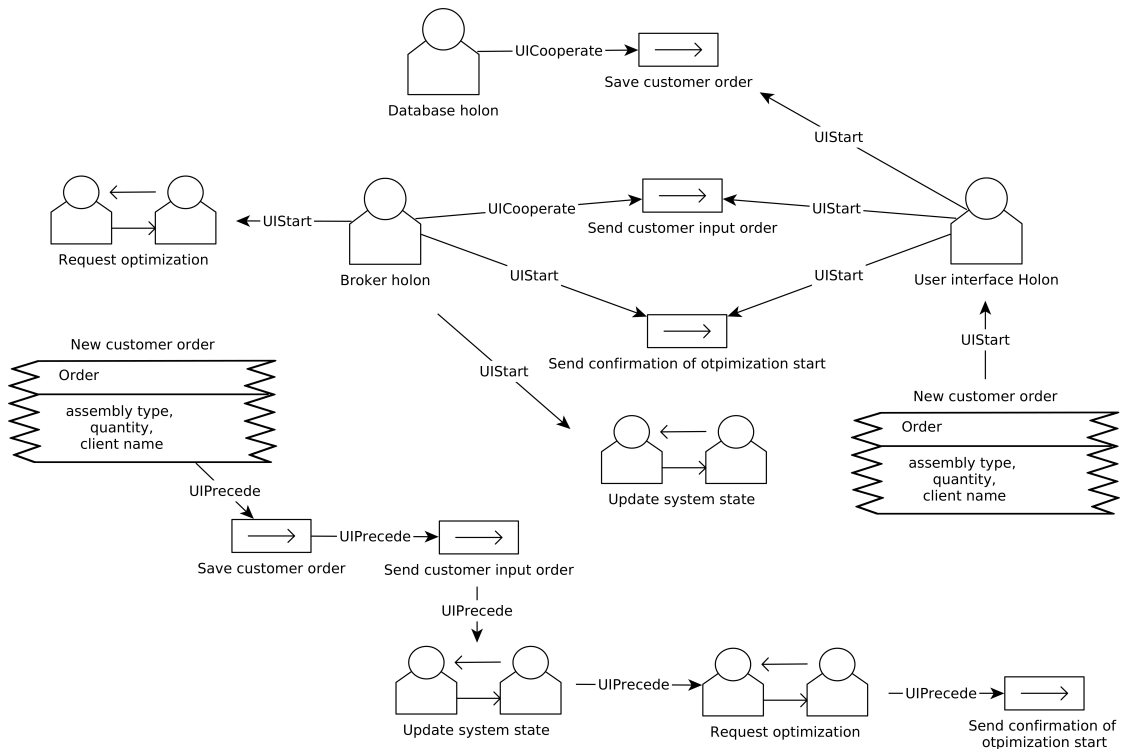 UICooperate
Save customer order
Database holon
UIStart
UICooperate
UIStart
UIStart
Send customer input order
Request optimization
Broker holon
User interface Holon
UIStart
UIStart
New customer order
UIStart
Send confirmation of otpimization start
Order
UIStart
New customer order
assembly type,
quantity,
client name
Order
assembly type,
quantity,
client name
UIPrecede
Update system state
UIPrecede
Save customer order
Send customer input order
UIPrecede
UIPrecede
UIPrecede
Update system state
Request optimization
Send confirmation of
otpimization start